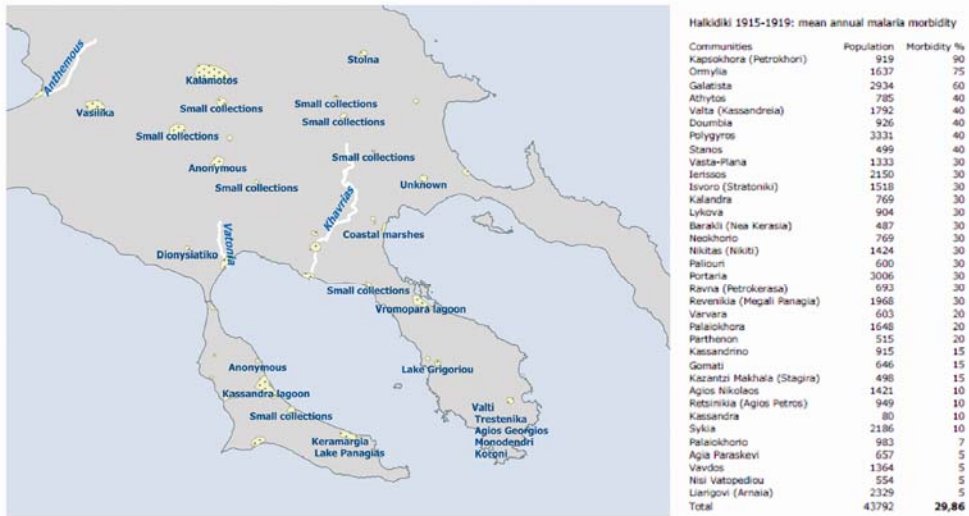 Anthemous
Stolna
Kalamotos
Vasilika
Small collections
Small collections
Small collections
Small collections
Small collections
Anonymous
Small collections
Unknown
Khavrias
Vatonia
Coastal marshes
Dionysiatiko
Small collections
Vromopara lagoon
Anonymous
Lake Grigoriou
Kassandra lagoon
Small collections
Valti
Trestenika
Agios Georgios
Monodendri
Koroni
Keramargia
Lake Panagias
Halkidiki 1915-1919: mean annual malaria morbidity
Communities Population Morbidity %
Kapsokhora (Petrokhori) 919 90
Ormylia 1637 75
Galatista 2934 60
Athytos 785 40
Valta (Kassandreia) 1792 40
Doumbia 926 40
Polygyros 3331 40
Stanos 499 40
Vasta-Plana 1333 30
Ierissos 2150 30
Isvoro (Stratoniki) 1518 30
Kalandra 769 30
Lykova 904 30
Barakli (Nea Kerasia) 487 30
Neokhorio 769 30
Nikitas (Nikiti) 1424 30
Paliouri 600 30
Portaria 3006 30
Ravna (Petrokerasa) 693 30
Revenikia (Megali Panagia) 1968 30
Varvara 603 20
Palaiokhora 1648 20
Parthenon 515 20
Kassandrino 915 15
Gomati 646 15
Kazantzi Makhala (Stagira) 498 15
Agios Nikolaos 1421 10
Retsinikia (Agios Petros) 949 10
Kassandra 80 10
Sykia 2186 10
Palaiokhorio 983 7
Agia Paraskevi 657 5
Vavdos 1364 5
Nisi Vatopediou 554 5
Liarigovi (Arnaia) 2329 5
Total 43792 29,86